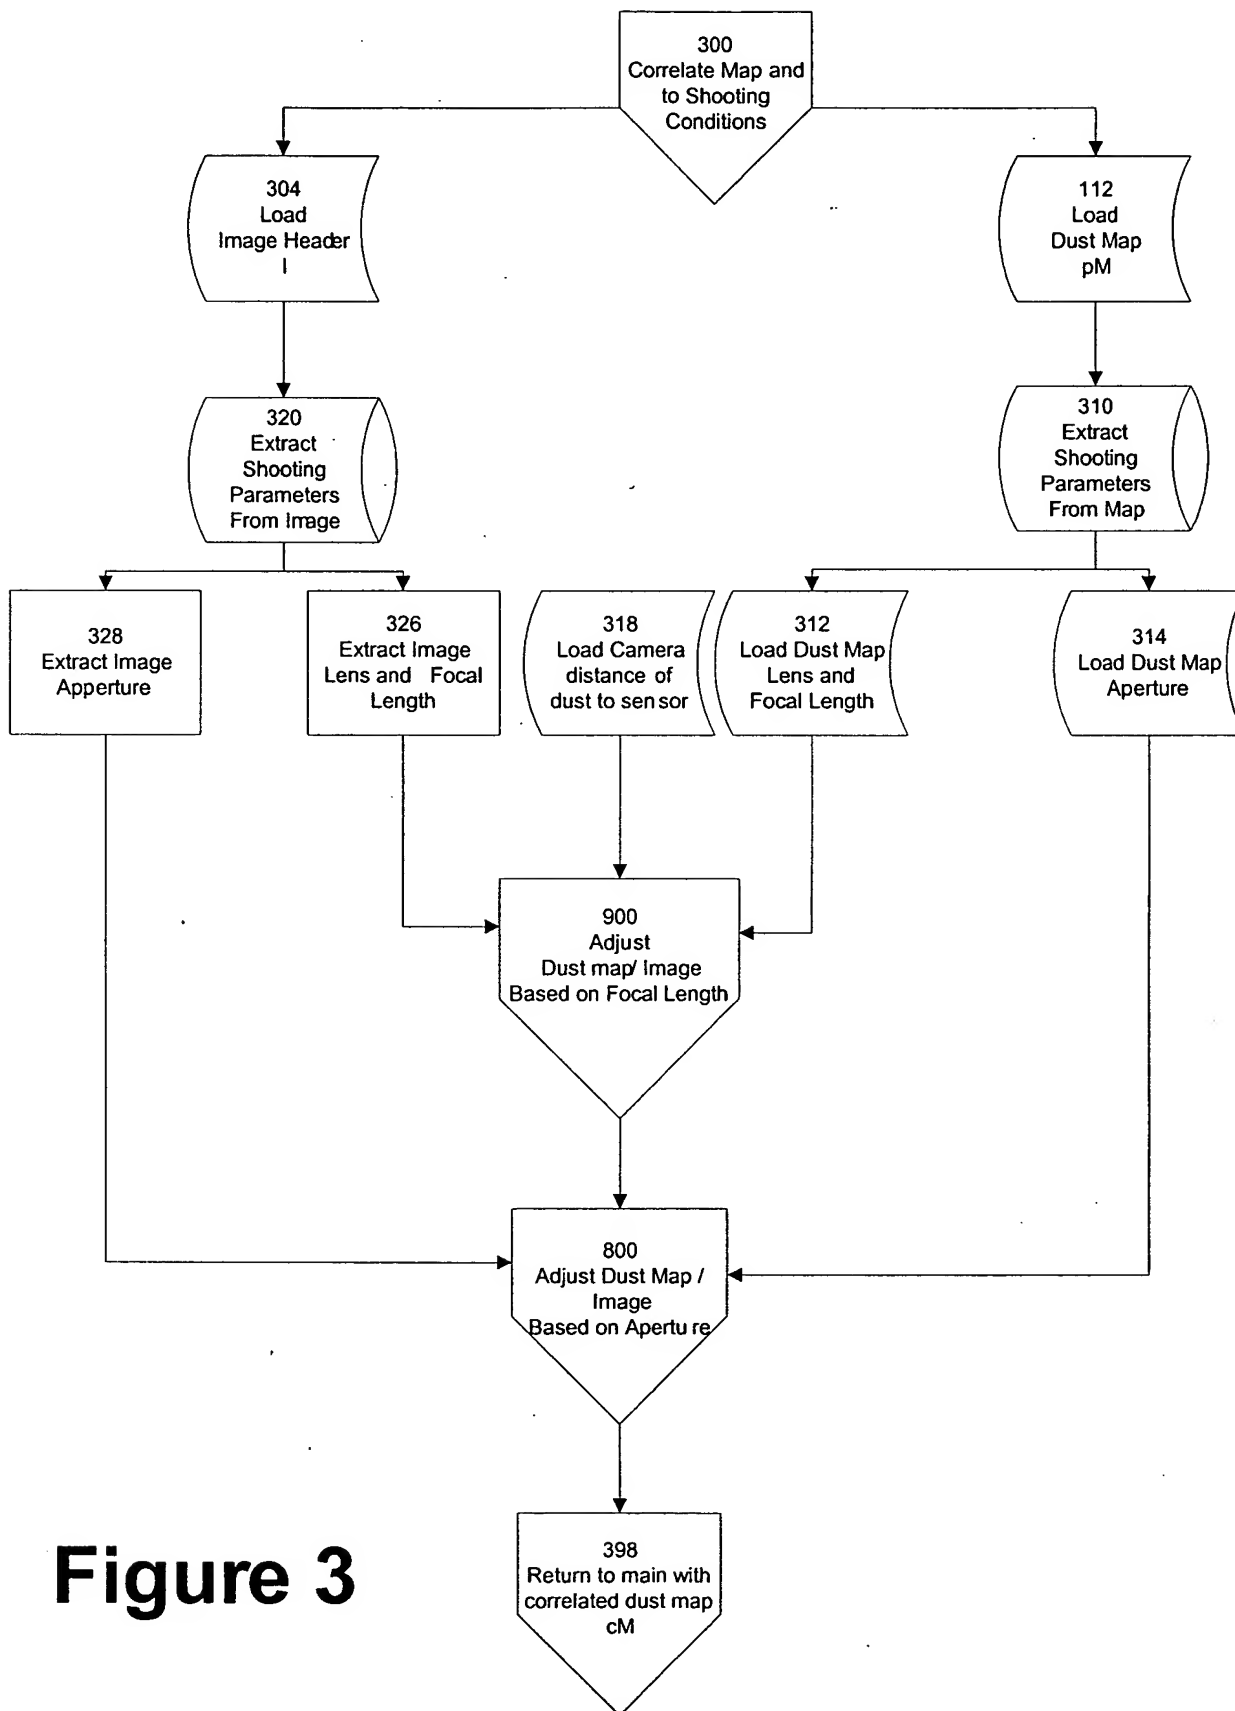 300
Correlate Map and
to Shooting
Conditions
304
Load
Image Header
I
112
Load
Dust Map
pM
320
Extract
Shooting
Parameters
From Image
310
Extract
Shooting
Parameters
From Map
328
Extract Image
Apperture
326
Extract Image
Lens and Focal
Length
318
Load Camera
distance of
dust to sensor
312
Load Dust Map
Lens and
Focal Length
314
Load Dust Map
Aperture
900
Adjust
Dust map/ Image
Based on Focal Length
800
Adjust Dust Map /
Image
Based on Aperture
398
Return to main with
correlated dust map
cM
Figure 3